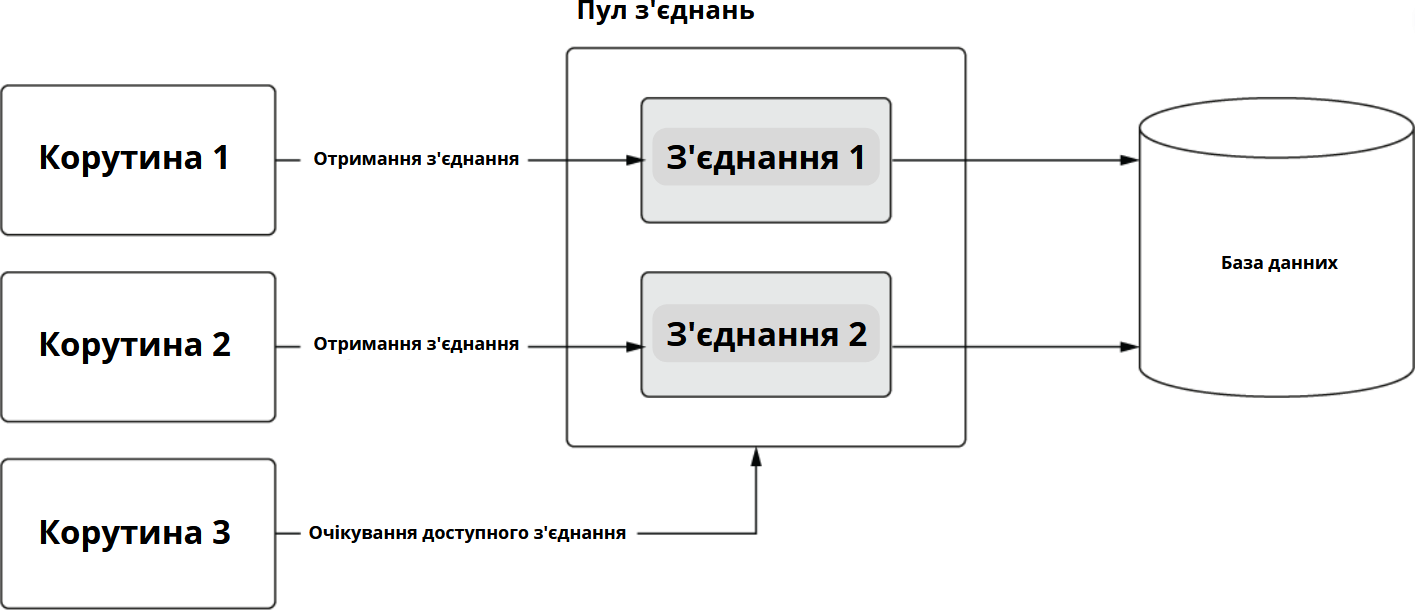 Пул з'єднань
Корутина 1
Отримання з'єднання
З'єднання 1
База данних
Корутина 2
Отримання з'єднання
З'єднання 2
Корутина 3
Очікування доступного з'єднання